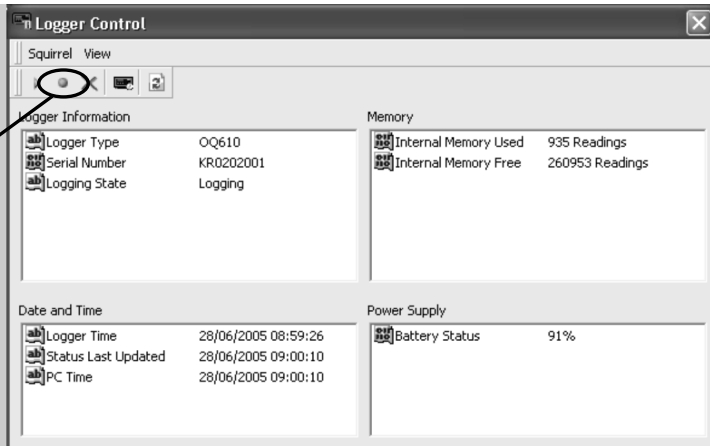 Logger Control
Squirrel View
Logger Information
Logger Type OQ610
Serial Number KR0202001
Logging State Logging
Memory
Internal Memory Used 935 Readings
Internal Memory Free 260953 Readings
Date and Time
Logger Time 28/06/2005 08:59:26
Status Last Updated 28/06/2005 09:00:10
PC Time 28/06/2005 09:00:10
Power Supply
Battery Status 91%